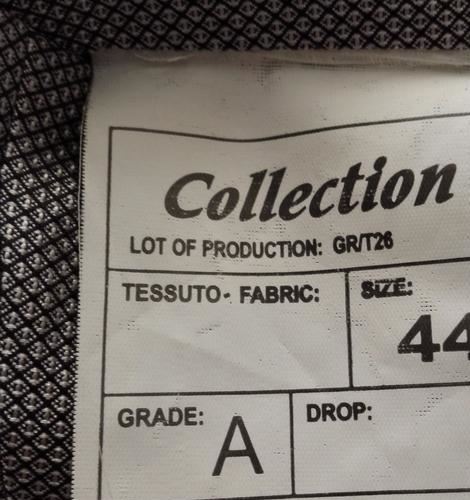 Collection
LOT OF PRODUCTION: GR/T26
TESSUTO- FABRIC:
SIZE:
44
GRADE:
A
DROP: